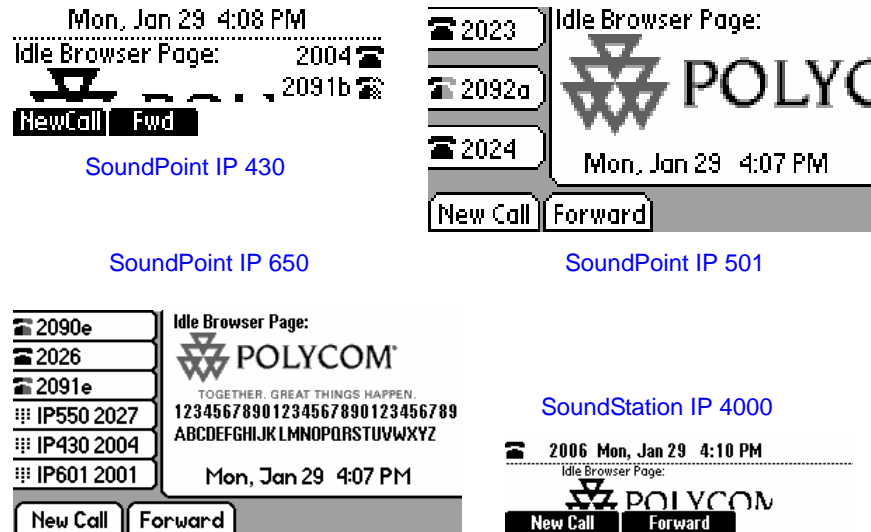 Mon, Jan 29 4:08 PM
Idle Browser Page:
2004
2091b
NewCall Fwd
SoundPoint IP 430
2023
2092a
2024
Idle Browser Page:
POLYC
Mon, Jan 29 4:07 PM
New Call Forward
SoundPoint IP 650
SoundPoint IP 501
2090e
2026
2091e
IP550 2027
IP430 2004
IP601 2001
Idle Browser Page:
POLYCOM
TOGETHER. GREAT THINGS HAPPEN.
12345678901234567890123456789
ABCDEFGHIJKLMNOPQRSTUVWXYZ
Mon, Jan 29 4:07 PM
New Call Forward
SoundStation IP 4000
2006 Mon, Jan 29 4:10 PM
Idle Browser Page:
POLYCOM
New Call Forward